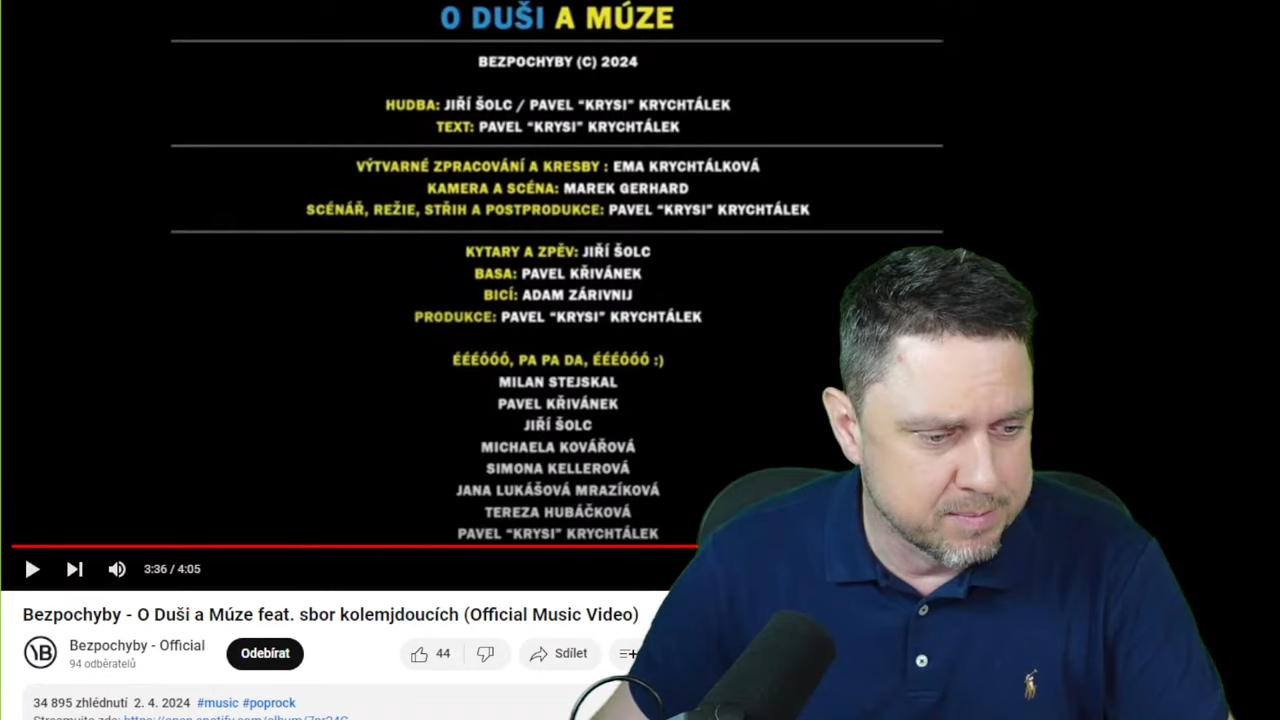 O DUŠI A MÚZE
BEZPOCHYBY (C) 2024
HUDBA: JIŘÍ ŠOLC / PAVEL “KRYSI” KRYCHTÁLEK
TEXT: PAVEL “KRYSI” KRYCHTÁLEK
VÝTVARNÉ ZPRACOVÁNÍ A KRESBY : EMA KRYCHTÁLKOVÁ
KAMERA A SCÉNA: MAREK GERHARD
SCÉNÁŘ, REŽIE, STŘIH A POSTPRODUKCE: PAVEL “KRYSI” KRYCHTÁLEK
KYTARY A ZPĚV: JIŘÍ ŠOLC
BASA: PAVEL KŘIVÁNEK
BICÍ: ADAM ZÁRIVNIJ
PRODUKCE: PAVEL “KRYSI” KRYCHTÁLEK
ÉÉÉÓÓÓ, PA PA DA, ÉÉÉÓÓÓ :)
MILAN STEJSKAL
PAVEL KŘIVÁNEK
JIŘÍ ŠOLC
MICHAELA KOVÁŘOVÁ
SIMONA KELLEROVÁ
JANA LUKÁŠOVÁ MRAZÍKOVÁ
TEREZA HUBÁČKOVÁ
PAVEL “KRYSI” KRYCHTÁLEK
3:36 / 4:05
Bezpochyby - O Duši a Múze feat. sbor kolemjdoucích (Official Music Video)
B
Bezpochyby - Official
94 odběratelů
Odebírat
44
Sdílet
34 895 zhlédnutí 2. 4. 2024 #music #poprock